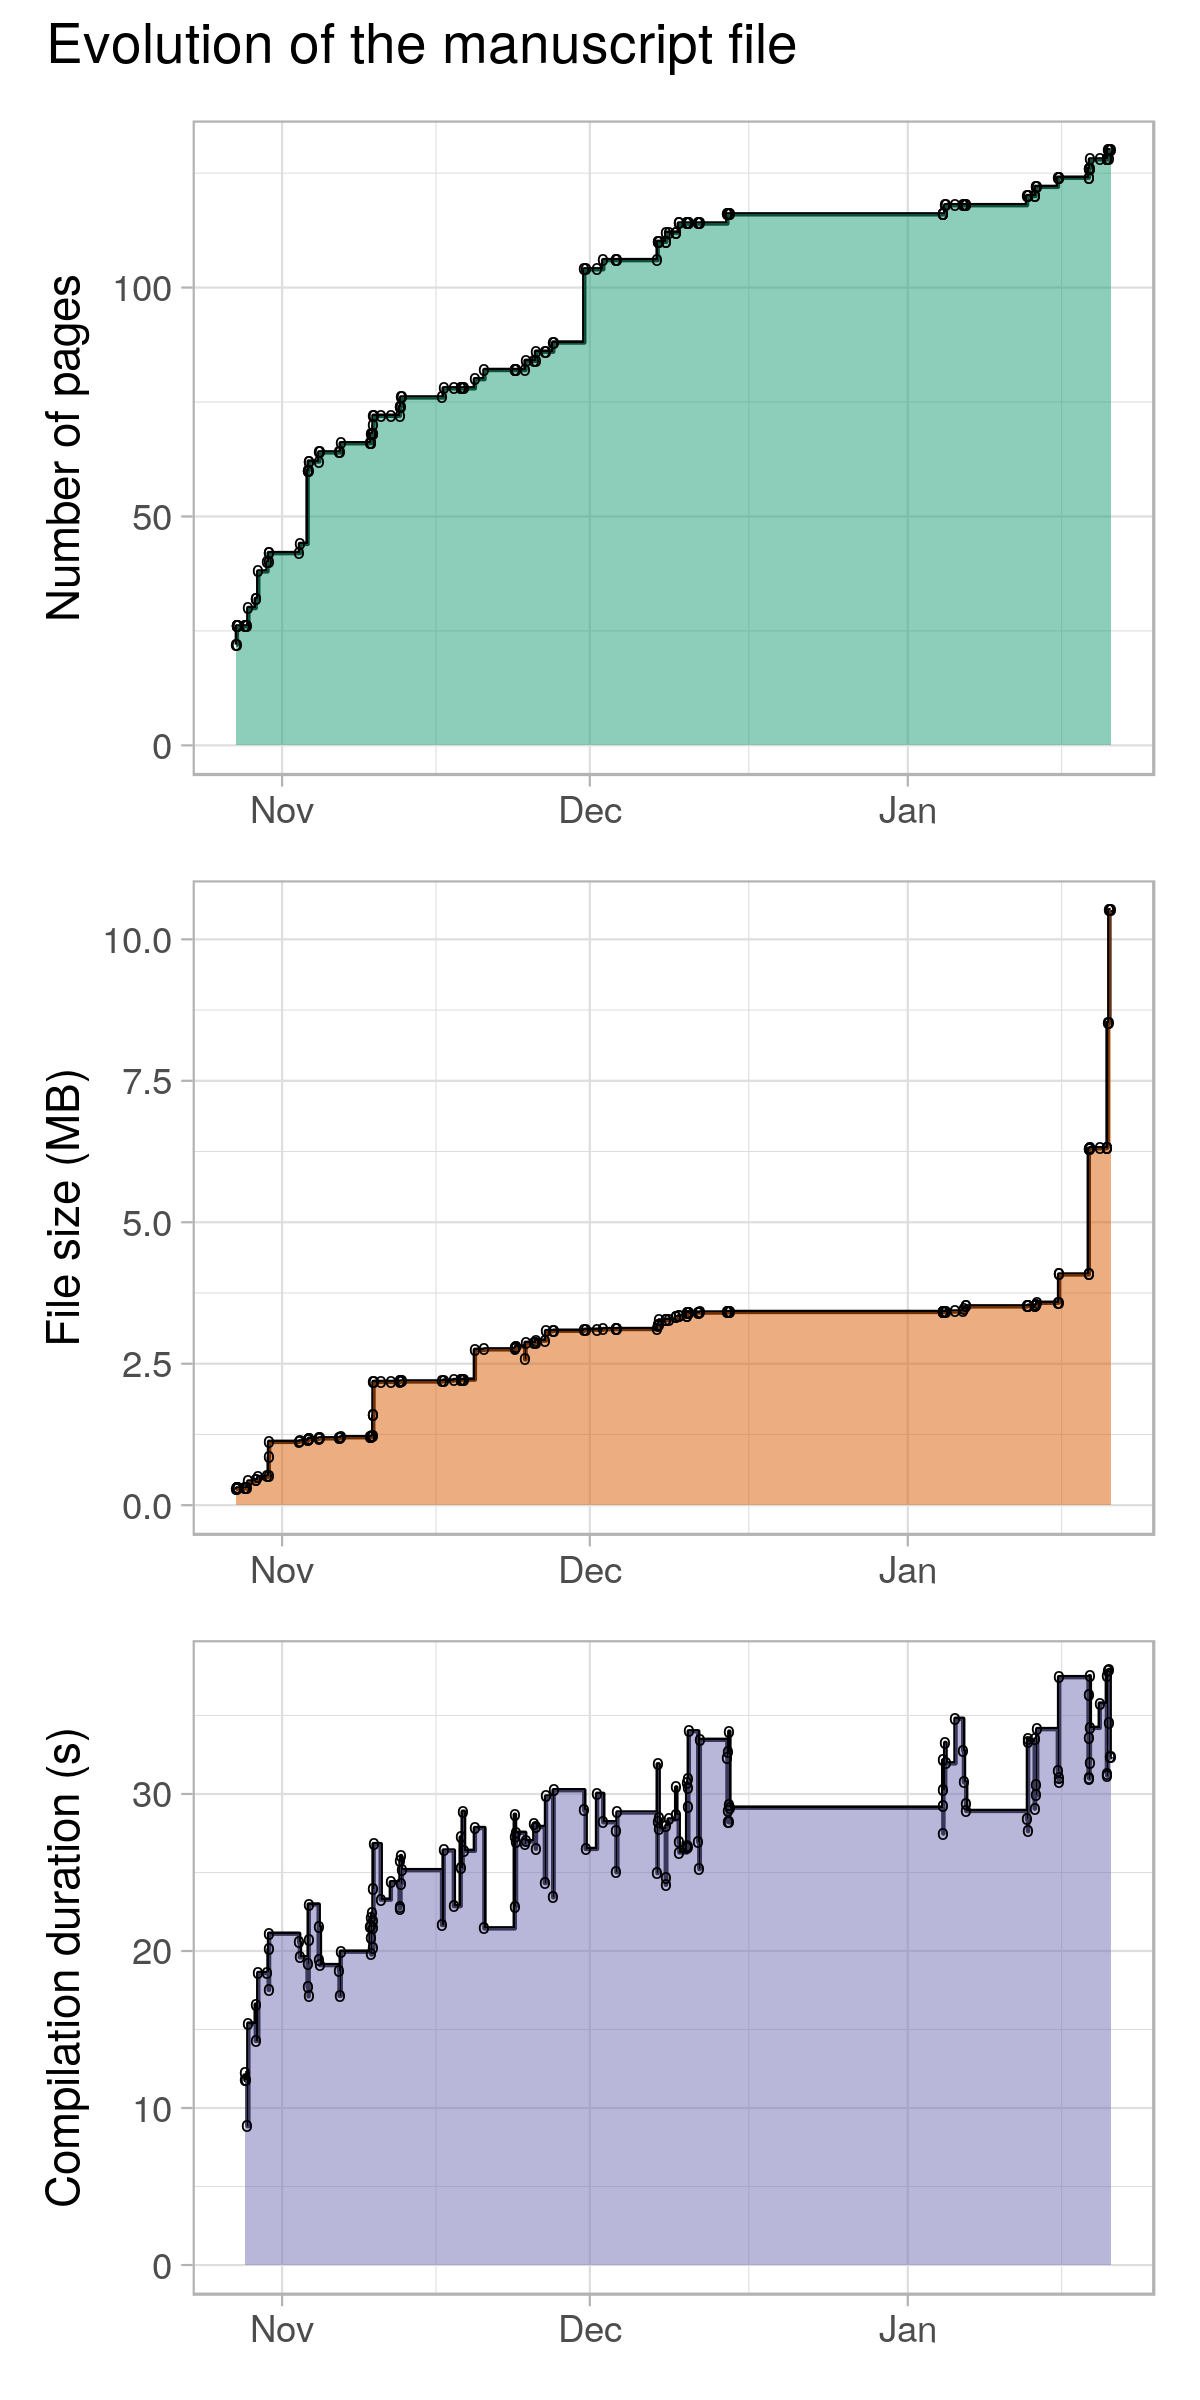 Evolution of the manuscript file
Number of pages
100
50
0
Nov Dec Jan
File size (MB)
10.0
7.5
5.0
2.5
0.0
Nov Dec Jan
Compilation duration (s)
30
20
10
0
Nov Dec Jan